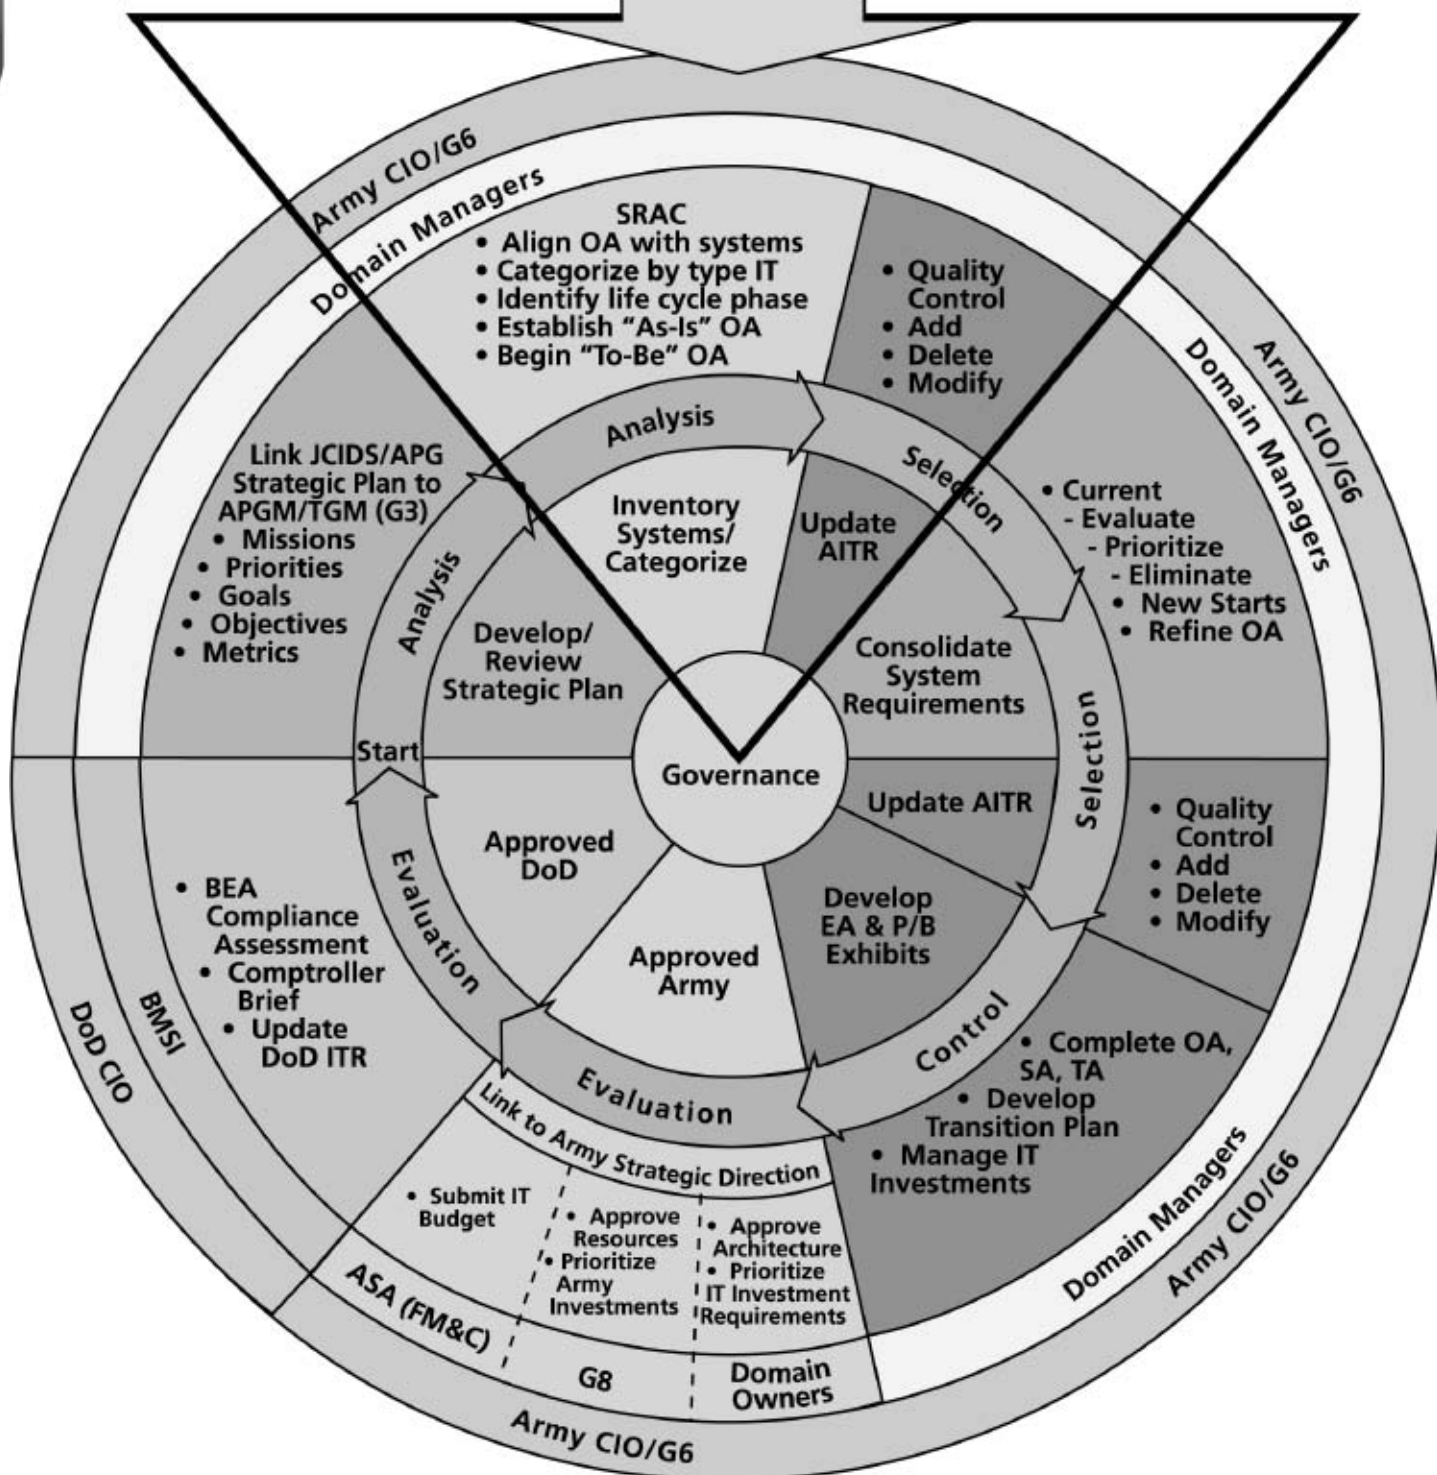 Army CIO/G6
Domain Managers
SRAC
• Align OA with systems
• Categorize by type IT
• Identify life cycle phase
• Establish “As-Is” OA
• Begin “To-Be” OA
• Quality
Control
• Add
• Delete
• Modify
Army CIO/G6
Domain Managers
Link JCIDS/APG
Strategic Plan to
APGM/TGM (G3)
• Missions
• Priorities
• Goals
• Objectives
• Metrics
Analysis
Analysis
Selection
Inventory
Systems/
Categorize
Update
AITR
• Current
- Evaluate
- Prioritize
- Eliminate
• New Starts
• Refine OA
Develop/
Review
Strategic Plan
Consolidate
System
Requirements
Selection
Start
Governance
Approved
DoD
Update AITR
• Quality
Control
• Add
• Delete
• Modify
Evaluation
Approved
Army
Develop
EA & P/B
Exhibits
• BEA
Compliance
Assessment
• Comptroller
Brief
• Update
DoD ITR
BMSI
DoD CIO
Evaluation
Control
• Complete OA,
SA, TA
• Develop
Transition Plan
• Manage IT
Investments
Link to Army Strategic Direction
• Submit IT
Budget
• Approve
Resources
• Prioritize
Army
Investments
• Approve
Architecture
• Prioritize
IT Investment
Requirements
Domain Managers
Army CIO/G6
ASA (FM&C)
G8
Domain
Owners
Army CIO/G6